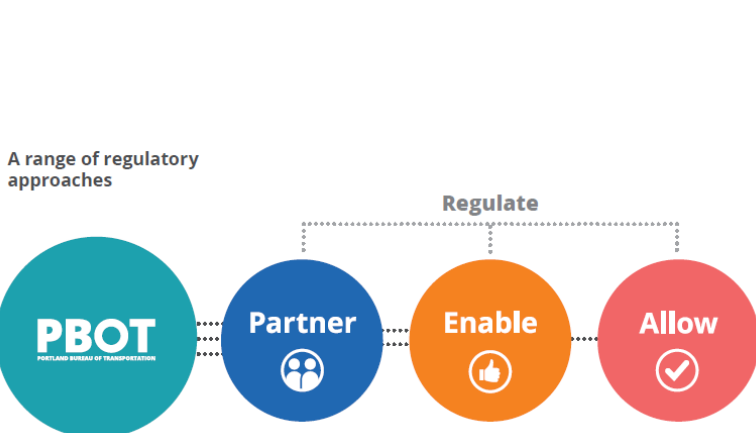 A range of regulatory
approaches
Regulate
PBOT
PORTLAND BUREAU OF TRANSPORTATION
Partner
Enable
Allow